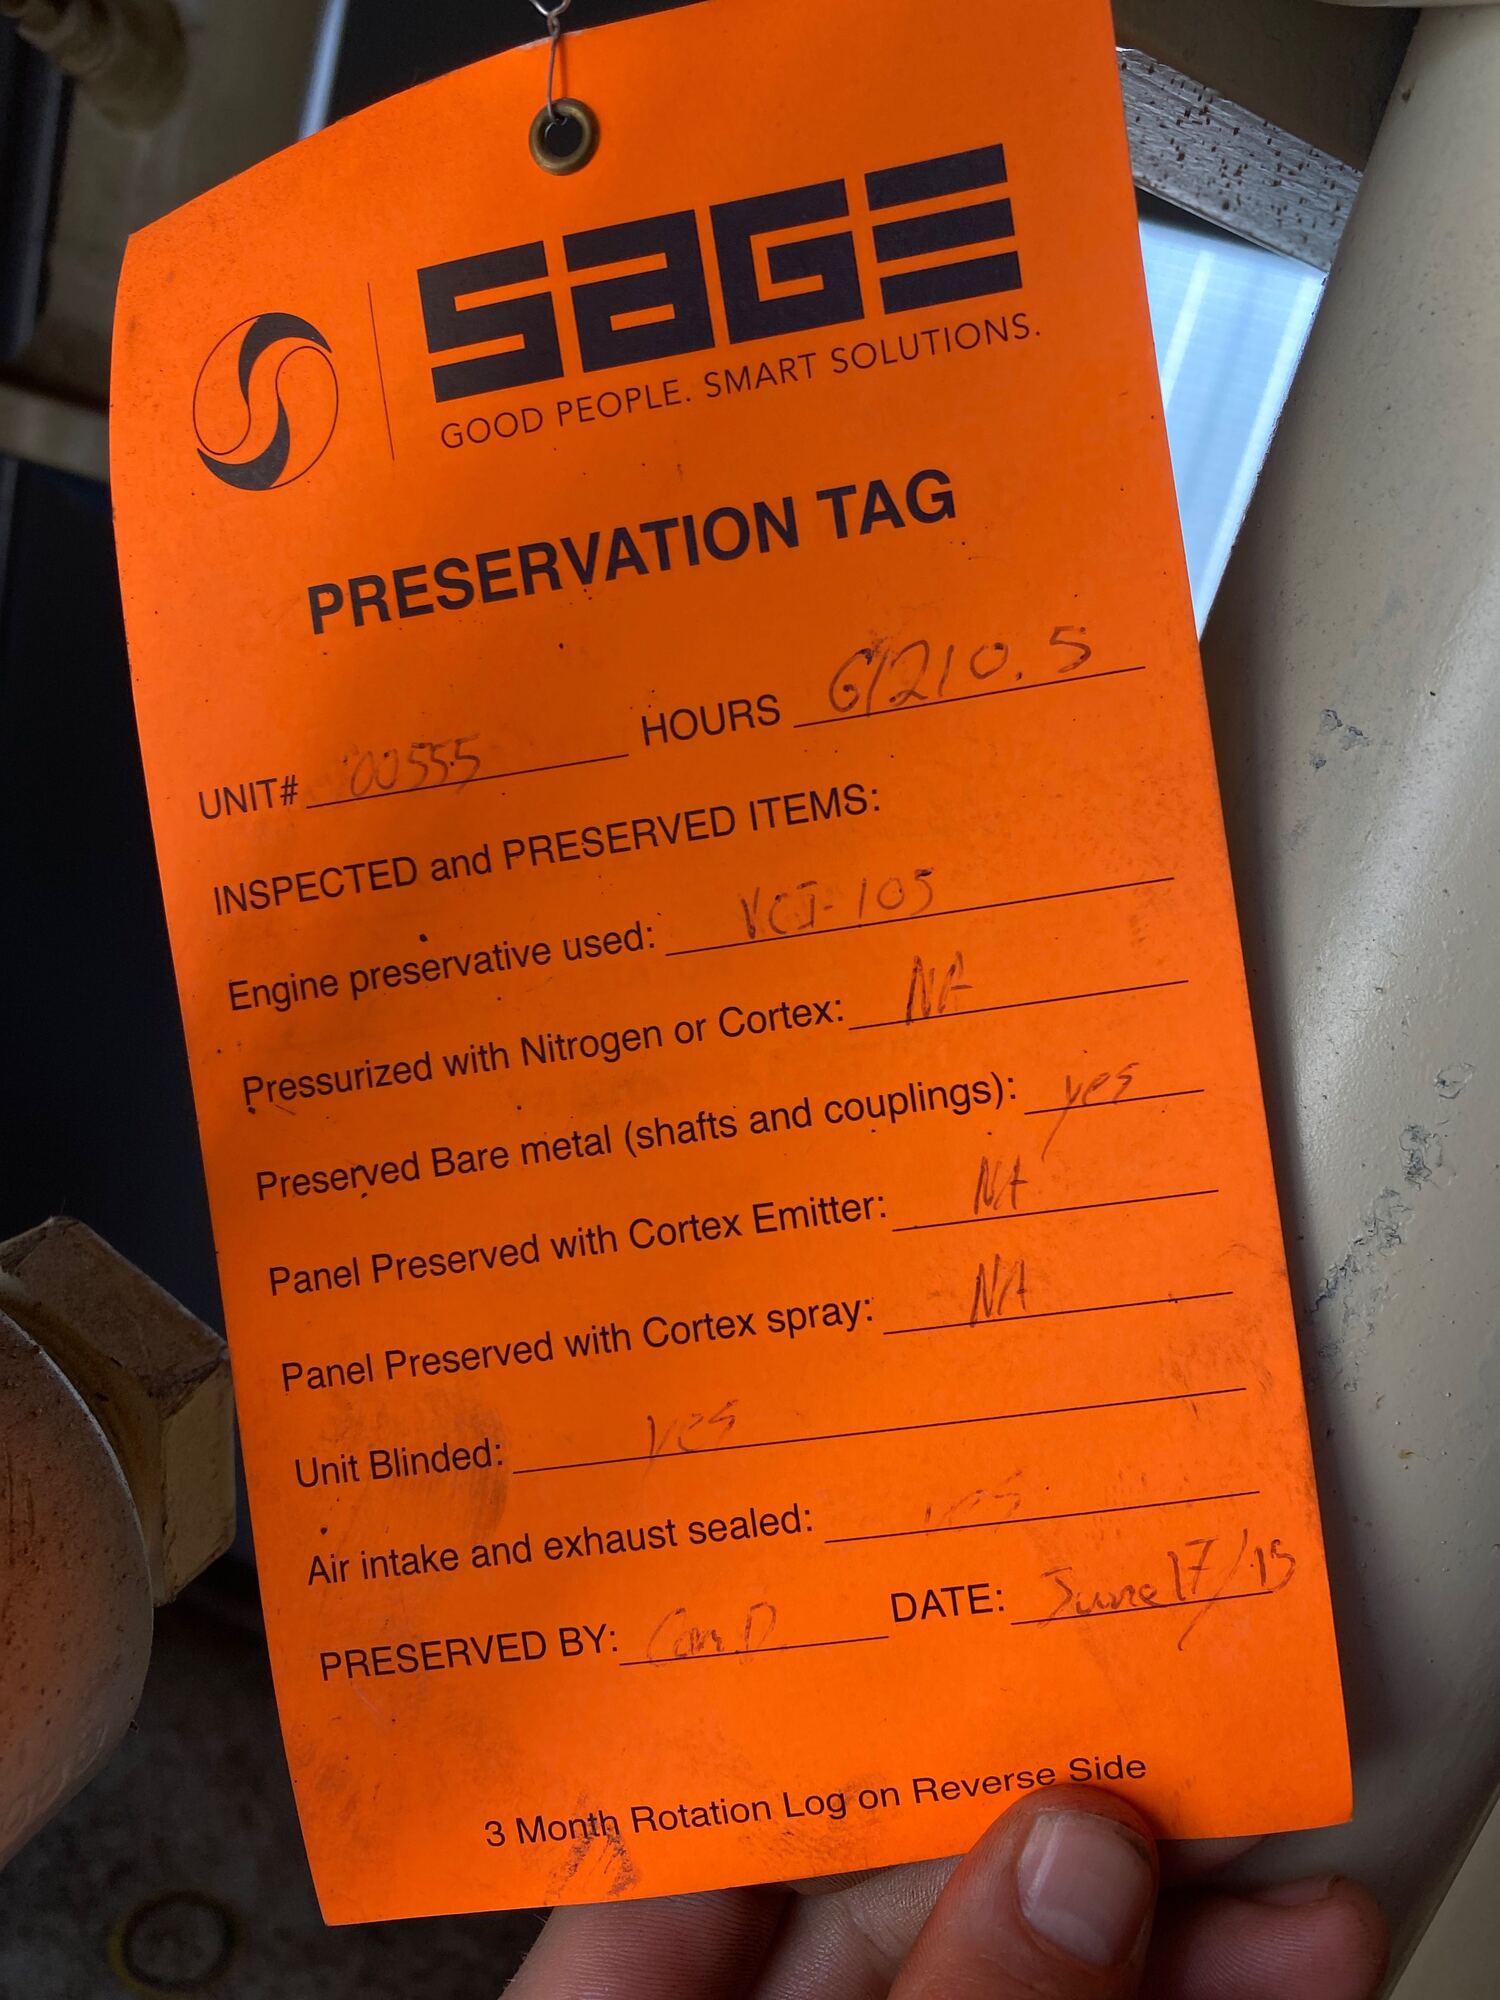 SAGE
GOOD PEOPLE. SMART SOLUTIONS.
PRESERVATION TAG
UNIT# 00555 HOURS 61210.5
INSPECTED and PRESERVED ITEMS:
Engine preservative used: VCI-105
Pressurized with Nitrogen or Cortex: NA
Preserved Bare metal (shafts and couplings): yes
Panel Preserved with Cortex Emitter: NA
Panel Preserved with Cortex spray: NA
Unit Blinded: yes
Air intake and exhaust sealed: yes
PRESERVED BY: DATE: June 17/15
3 Month Rotation Log on Reverse Side